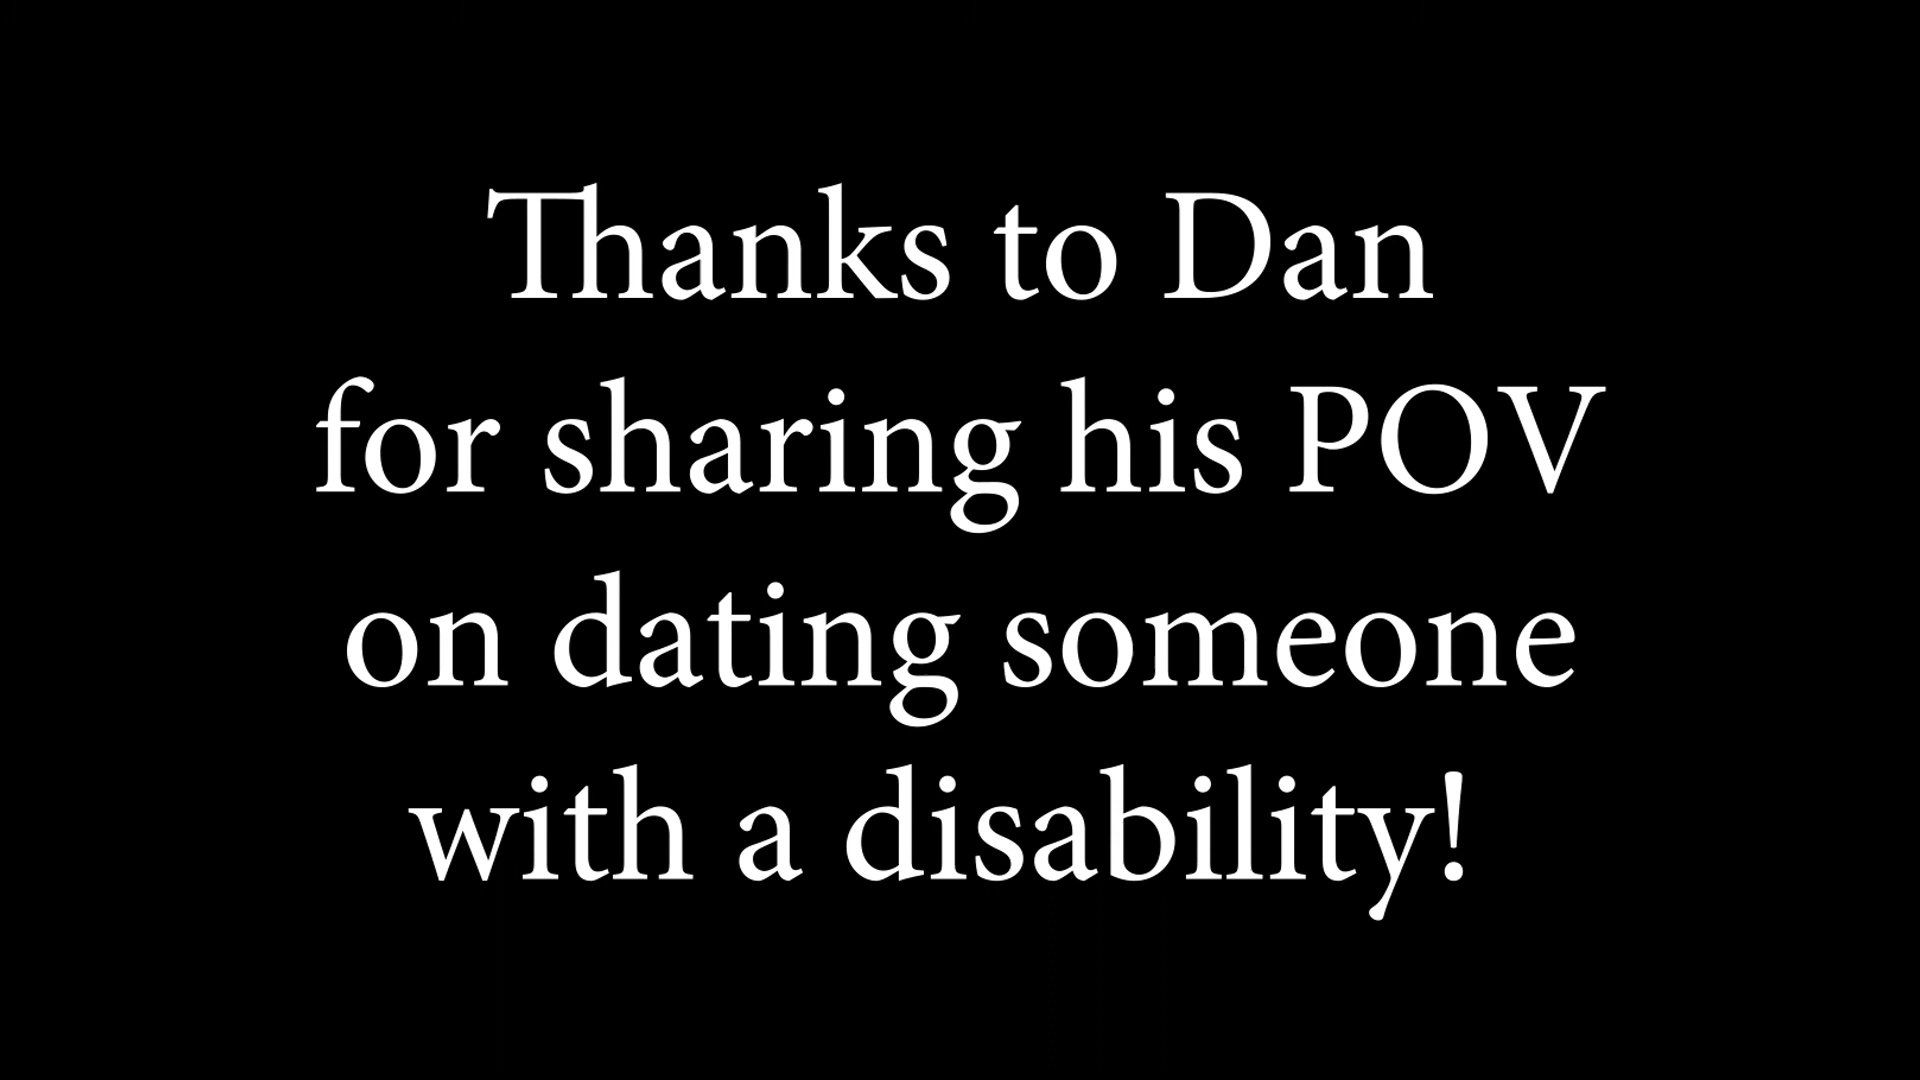 Thanks to Dan
for sharing his POV
on dating someone
with a disability!